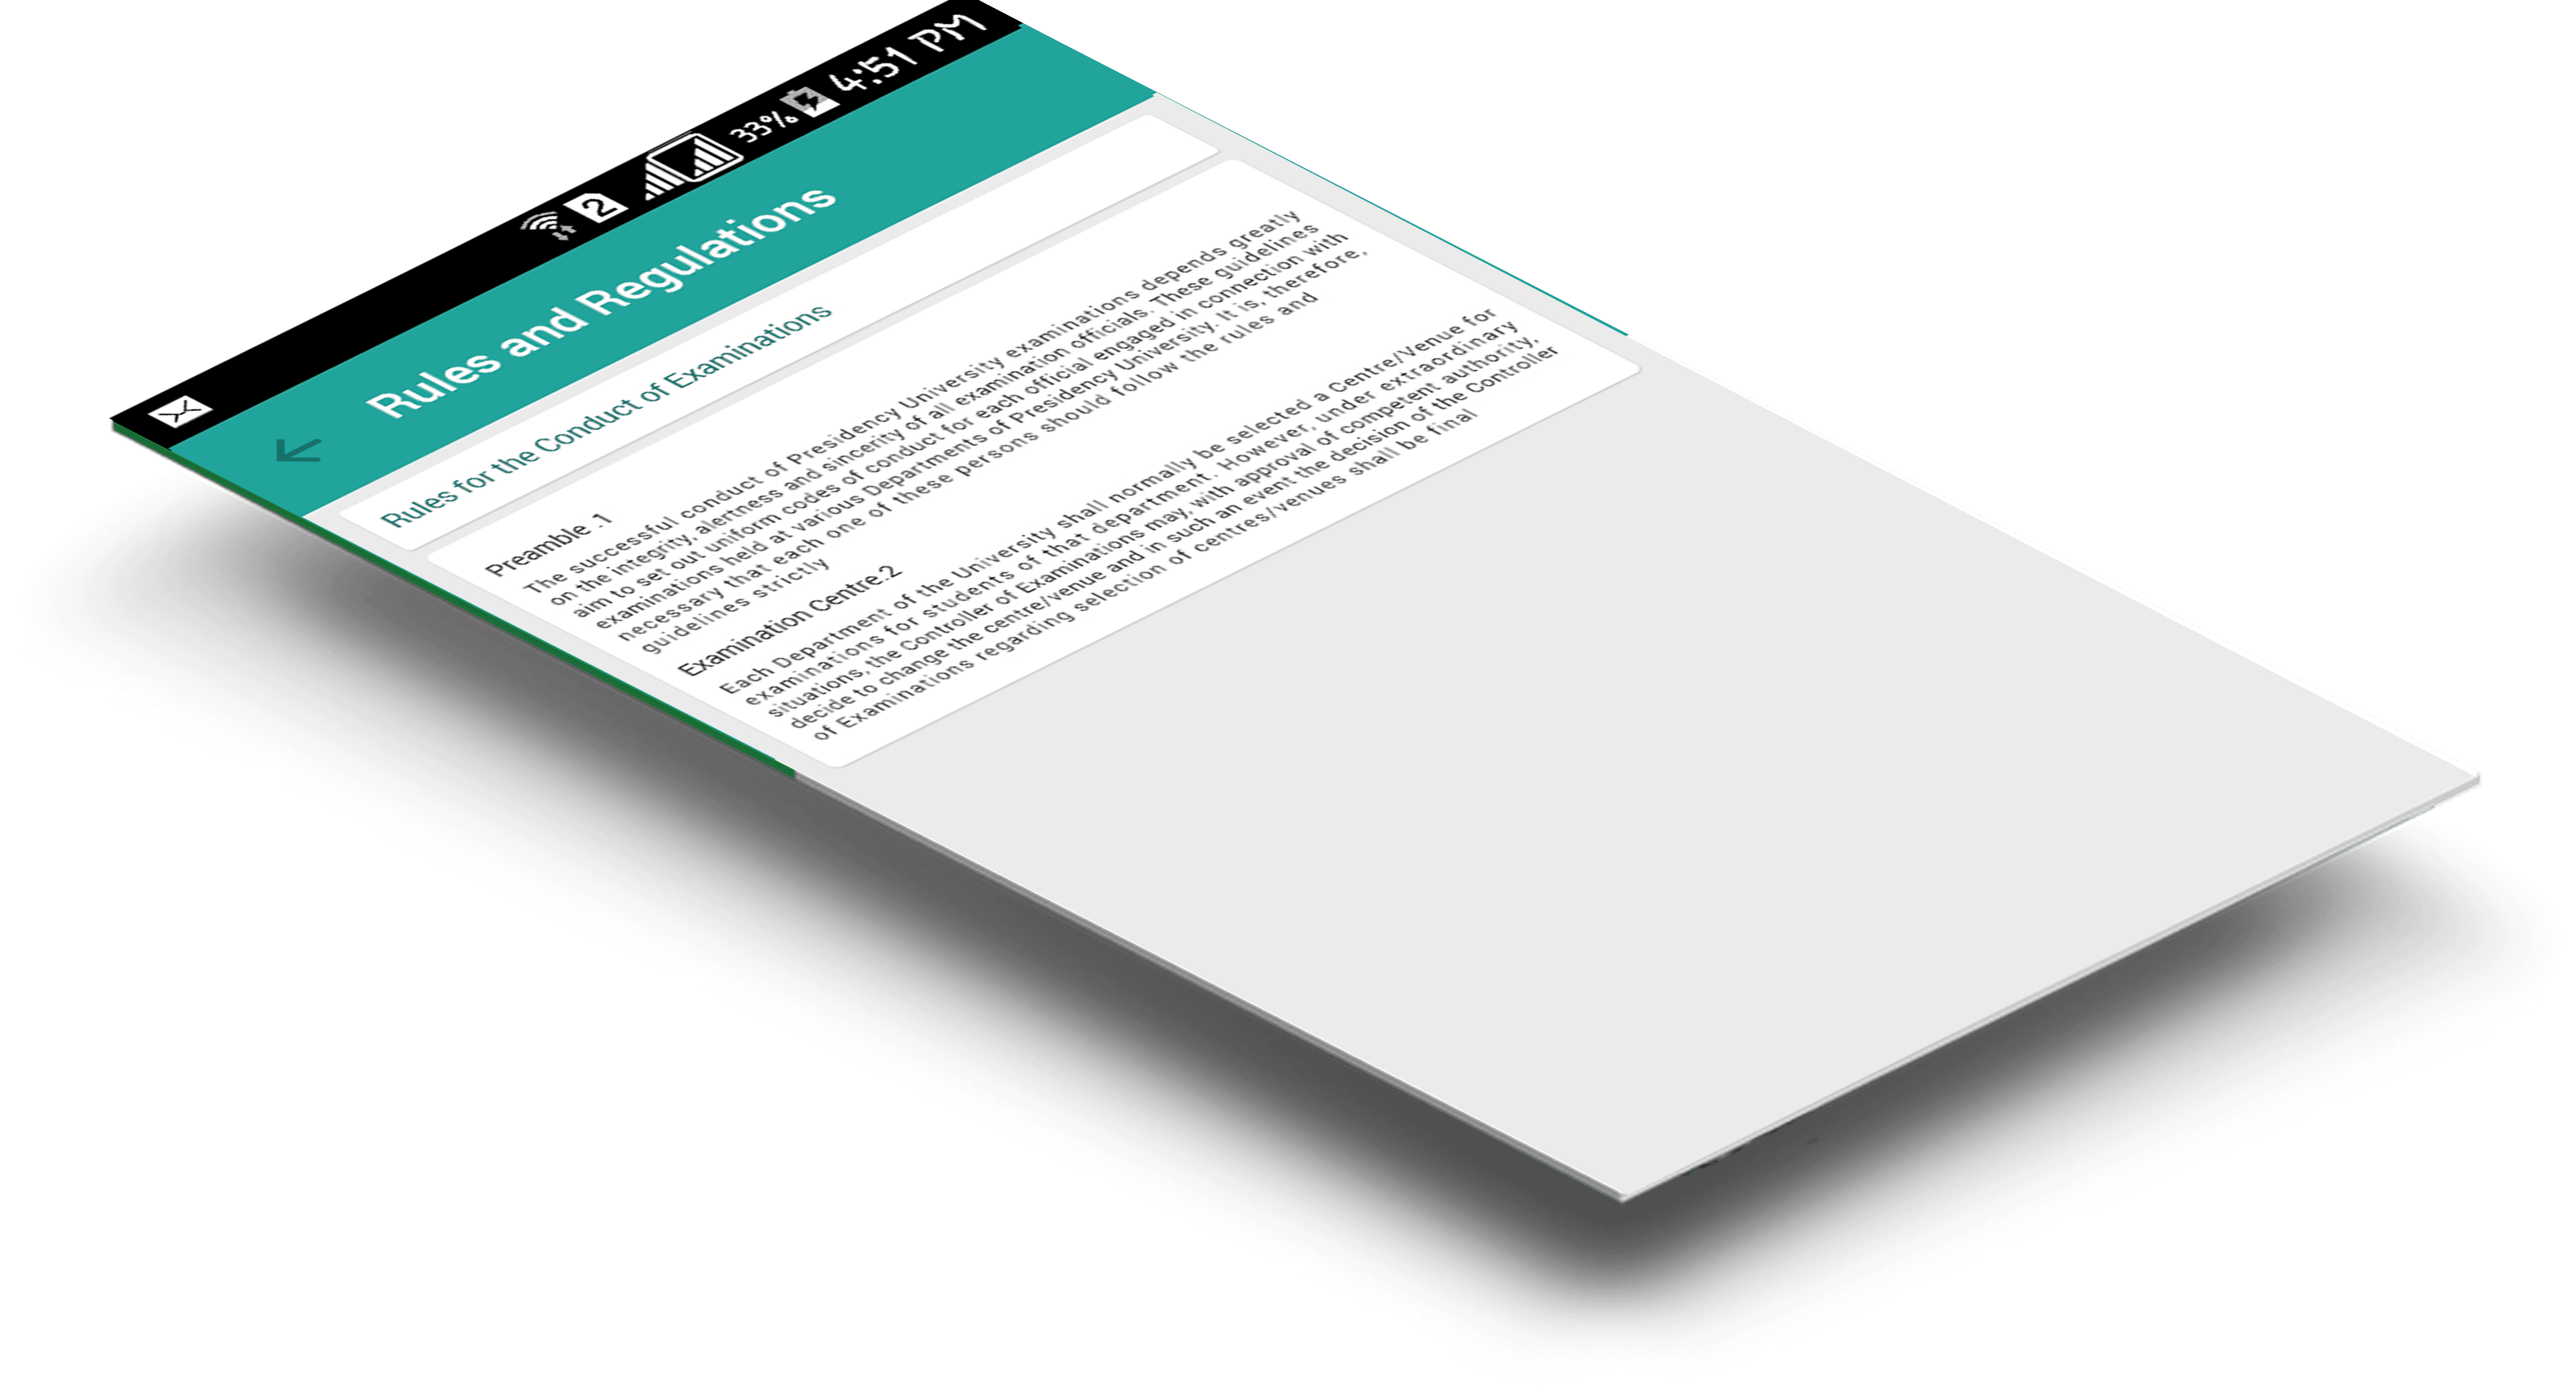 2 33% 4:51 PM
Rules and Regulations
Rules for the Conduct of Examinations
Preamble .1
The successful conduct of Presidency University examinations depends greatly
on the integrity, alertness and sincerity of all examination officials. These guidelines
aim to set out uniform codes of conduct for each official engaged in connection with
examinations held at various Departments of Presidency University. It is, therefore,
necessary that each one of these persons should follow the rules and
guidelines strictly
Examination Centre.2
Each Department of the University shall normally be selected a Centre/Venue for
examinations for students of that department. However, under extraordinary
situations, the Controller of Examinations may, with approval of competent authority,
decide to change the centre/venue and in such an event the decision of the Controller
of Examinations regarding selection of centres/venues shall be final